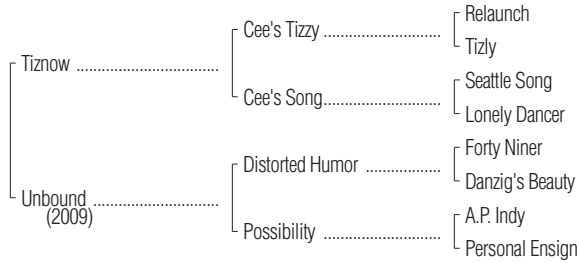 Relaunch
Cee's Tizzy ..............................
Tizly
Tiznow ....................................
Seattle Song
Cee's Song..............................
Lonely Dancer
Forty Niner
Distorted Humor ...................
Danzig's Beauty
Unbound ................................
(2009)
A.P. Indy
Possibility ................................
Personal Ensign